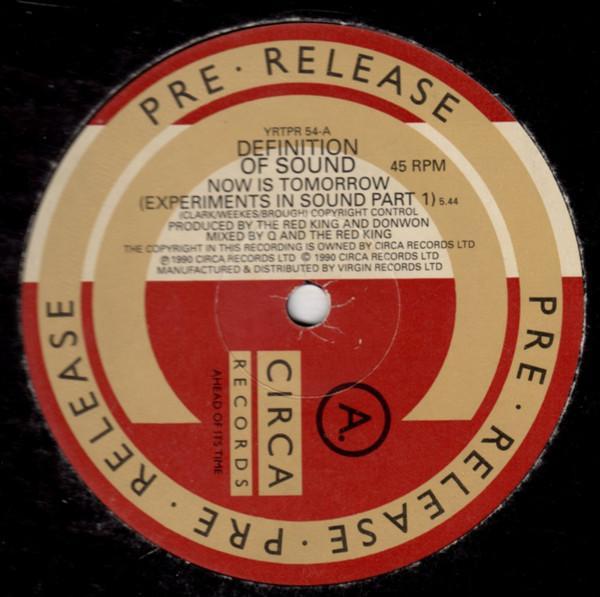 PRE · RELEASE
YRTPR 54-A
DEFINITION
OF SOUND
45 RPM
NOW IS TOMORROW
(EXPERIMENTS IN SOUND PART 1) 5.44
(CLARK/WEEKES/BROUGH) COPYRIGHT CONTROL
PRODUCED BY THE RED KING AND DONWON
MIXED BY Q AND THE RED KING
THE COPYRIGHT IN THIS RECORDING IS OWNED BY CIRCA RECORDS LTD
℗ 1990 CIRCA RECORDS LTD © 1990 CIRCA RECORDS LTD
MANUFACTURED & DISTRIBUTED BY VIRGIN RECORDS LTD
A.
CIRCA
RECORDS
AHEAD OF ITS TIME
PRE · RELEASE · PRE · RELEASE